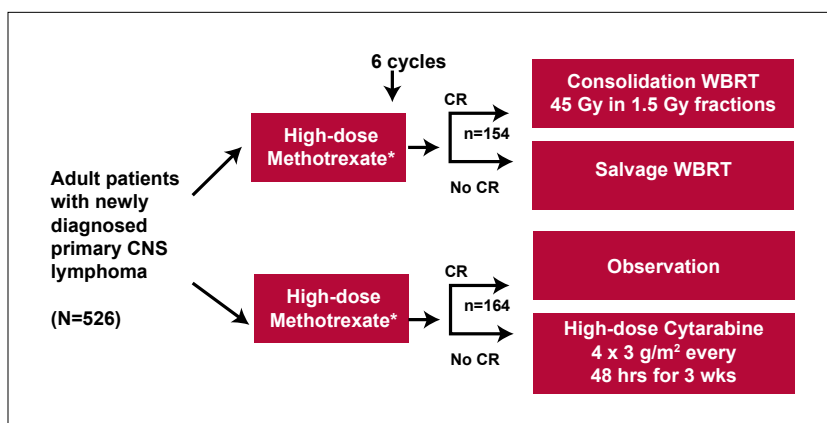 6 cycles
Adult patients
with newly
diagnosed
primary CNS
lymphoma
(N=526)
High-dose
Methotrexate*
CR
n=154
No CR
Consolidation WBRT
45 Gy in 1.5 Gy fractions
Salvage WBRT
High-dose
Methotrexate*
CR
n=164
No CR
Observation
High-dose Cytarabine
4 x 3 g/m² every
48 hrs for 3 wks